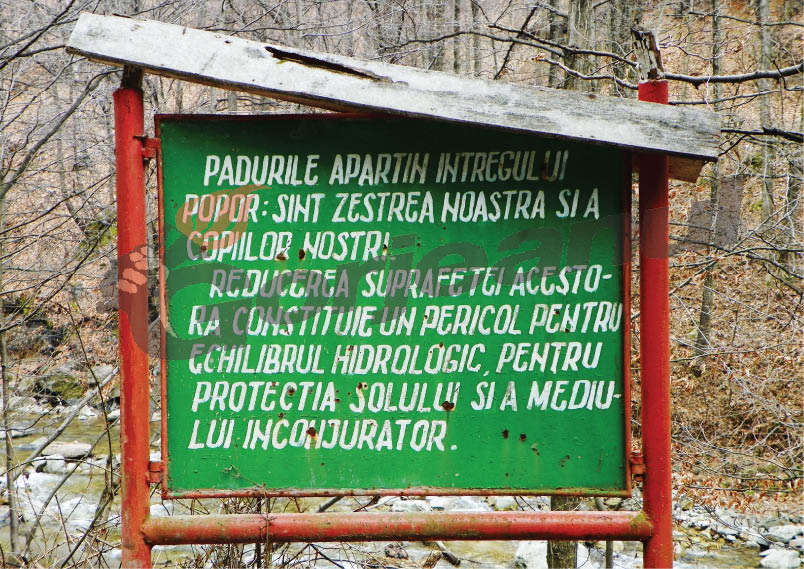 PADURILE APARTIN INTREGULUI
POPOR: SINT ZESTREA NOASTRA SI A
COPIILOR NOSTRI.
REDUCEREA SUPRAFETEI ACESTO-
RA CONSTITUIE UN PERICOL PENTRU
ECHILIBRUL HIDROLOGIC, PENTRU
PROTECTIA SOLULUI SI A MEDIU-
LUI INCONJURATOR.